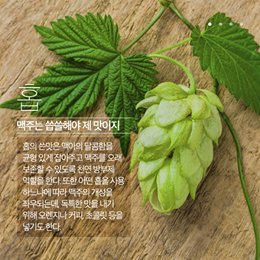 홉
맥주는 씁쓸해야 제 맛이지
홉의 쓴맛은 맥아의 달콤함을
균형 있게 잡아주고 맥주를 오래
보존할 수 있도록 천연 방부제
역할을 한다. 또한 어떤 홉을 사용
하느냐에 따라 맥주의 개성을
좌우되는데, 독특한 맛을 내기
위해 오렌지나 커피, 초콜릿 등을
넣기도 한다.